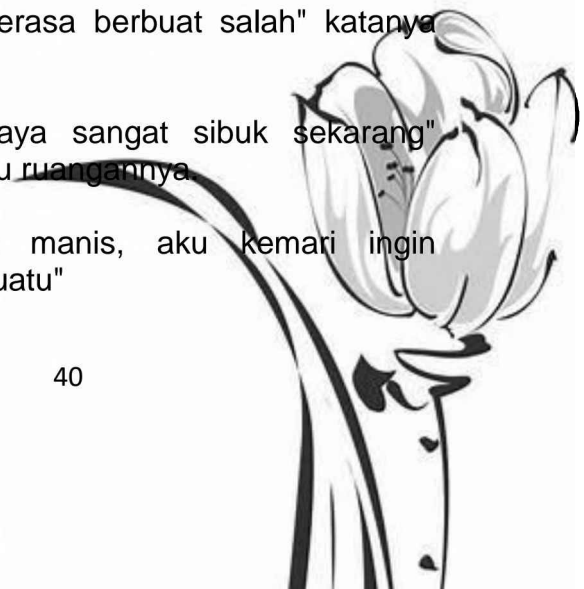 erasa berbuat salah" katanya
aya sangat sibuk sekarang"
u ruangannya.
manis, aku kemari ingin
uatu"
40